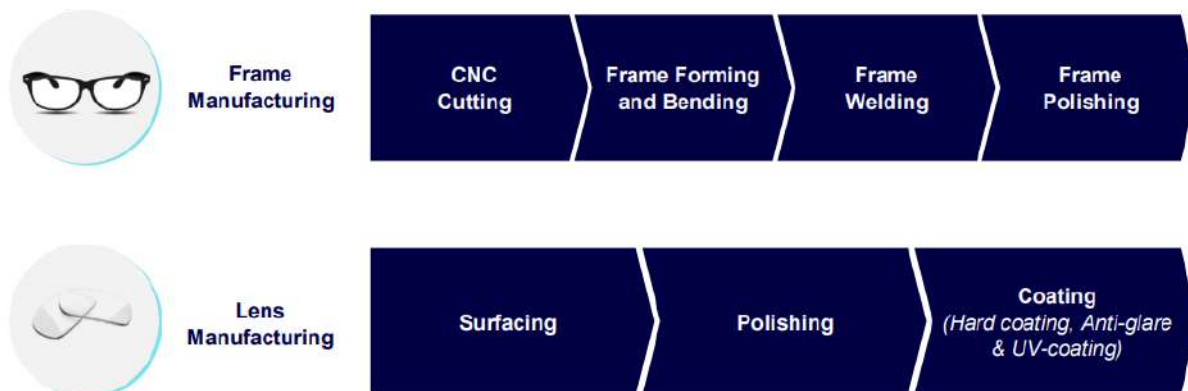 Frame
Manufacturing
CNC
Cutting
Frame Forming
and Bending
Frame
Welding
Frame
Polishing
Lens
Manufacturing
Surfacing
Polishing
Coating
(Hard coating, Anti-glare
& UV-coating)